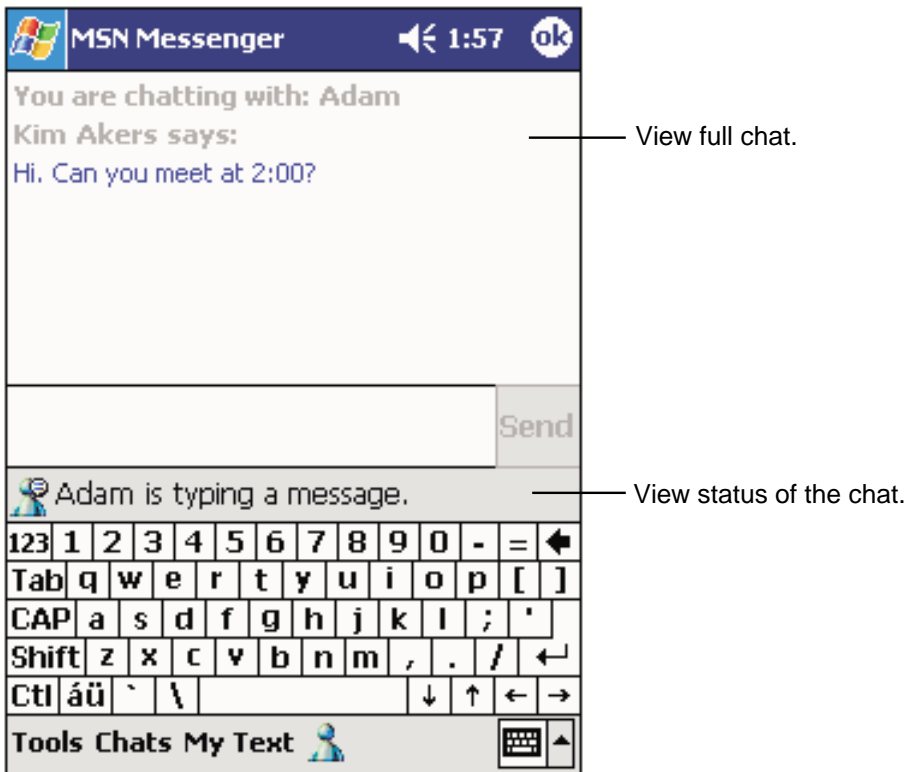 MSN Messenger 1:57 ok
You are chatting with: Adam
Kim Akers says:
View full chat.
Hi. Can you meet at 2:00?
Send
Adam is typing a message.
View status of the chat.
123 1 2 3 4 5 6 7 8 9 0 - =
Tab q w e r t y u i o p [ ]
CAP a s d f g h j k l ; '
Shift z x c v b n m , . /
Ctl áü ` \ ↓ ↑ ← →
Tools Chats My Text